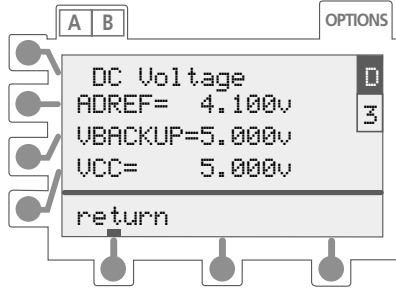 A B
OPTIONS
DC Voltage
D
ADREF= 4.100v
3
VBACKUP=5.000v
VCC= 5.000v
return